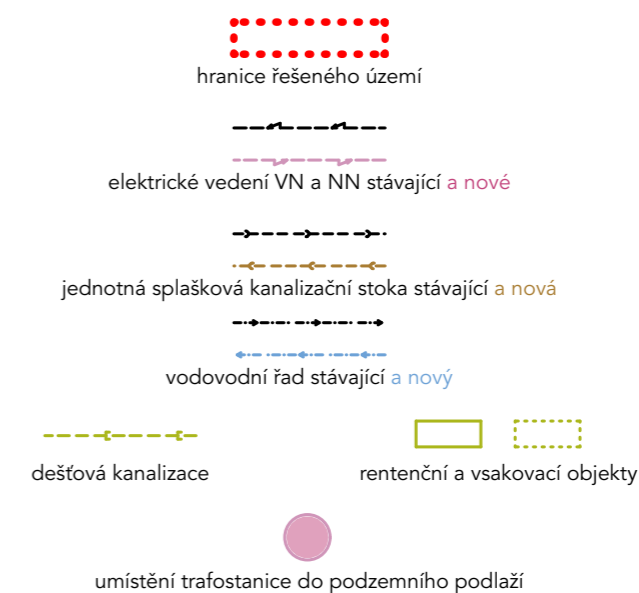 hranice řešeného území
elektrické vedení VN a NN stávající a nové
jednotná splašková kanalizační stoka stávající a nová
vodovodní řad stávající a nový
dešťová kanalizace
rentenční a vsakovací objekty
umístění trafostanice do podzemního podlaží